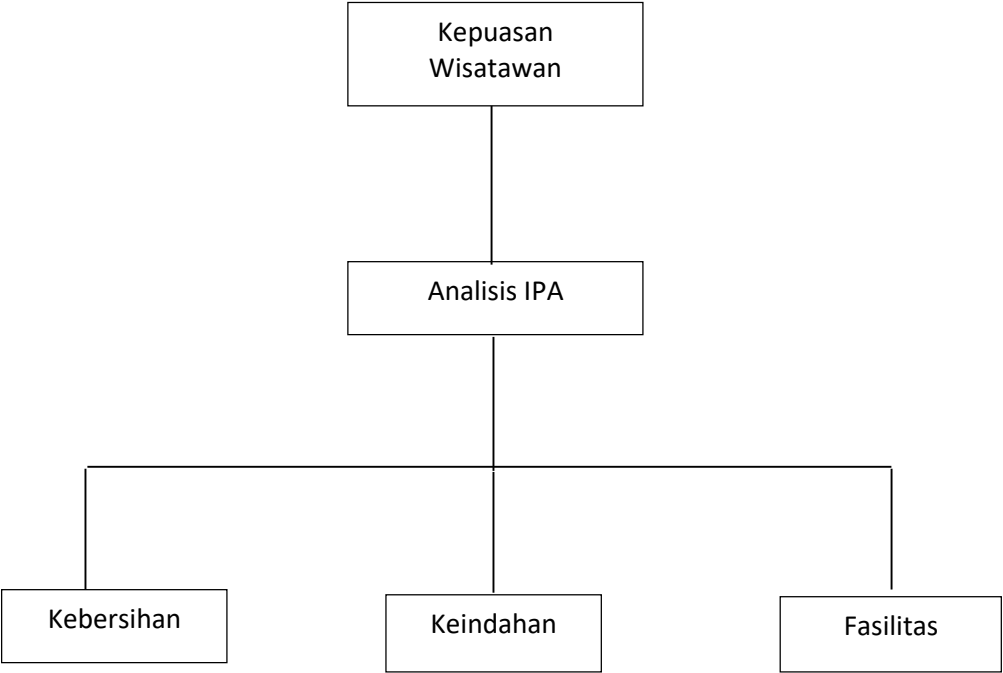 Kepuasan
Wisatawan
Analisis IPA
Kebersihan
Keindahan
Fasilitas